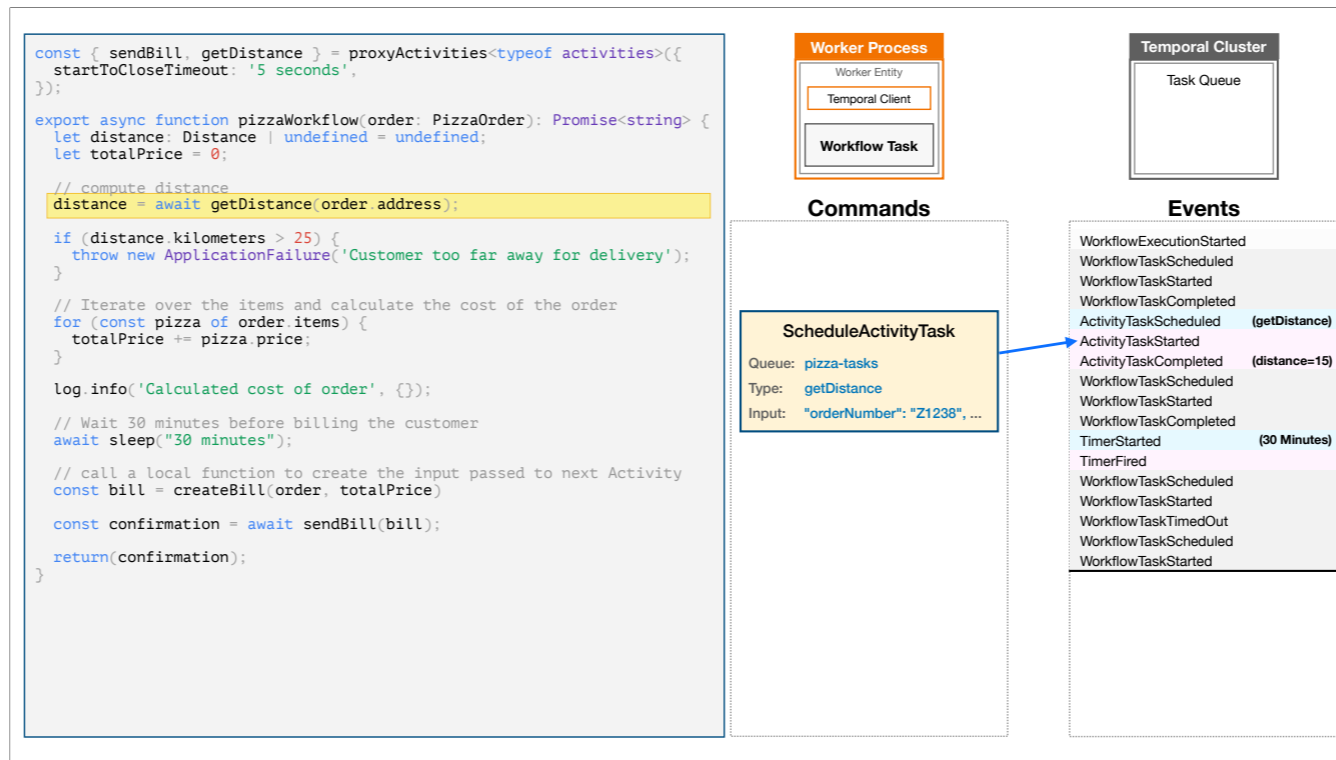 const { sendBill, getDistance } = proxyActivities<typeof activities>({
  startToCloseTimeout: '5 seconds',
});
export async function pizzaWorkflow(order: PizzaOrder): Promise<string> {
  let distance: Distance | undefined = undefined;
  let totalPrice = 0;
  // compute distance
  distance = await getDistance(order.address);
  if (distance.kilometers > 25) {
    throw new ApplicationFailure('Customer too far away for delivery');
  }
  // Iterate over the items and calculate the cost of the order
  for (const pizza of order.items) {
    totalPrice += pizza.price;
  }
  log.info('Calculated cost of order', {});
  // Wait 30 minutes before billing the customer
  await sleep("30 minutes");
  // call a local function to create the input passed to next Activity
  const bill = createBill(order, totalPrice)
  const confirmation = await sendBill(bill);
  return(confirmation);
}
Worker Process
Worker Entity
Temporal Client
Workflow Task
Temporal Cluster
Task Queue
Commands
ScheduleActivityTask
Queue: pizza-tasks
Type: getDistance
Input: "orderNumber": "Z1238", ...
Events
WorkflowExecutionStarted
WorkflowTaskScheduled
WorkflowTaskStarted
WorkflowTaskCompleted
ActivityTaskScheduled (getDistance)
ActivityTaskStarted
ActivityTaskCompleted (distance=15)
WorkflowTaskScheduled
WorkflowTaskStarted
WorkflowTaskCompleted
TimerStarted (30 Minutes)
TimerFired
WorkflowTaskScheduled
WorkflowTaskStarted
WorkflowTaskTimedOut
WorkflowTaskScheduled
WorkflowTaskStarted